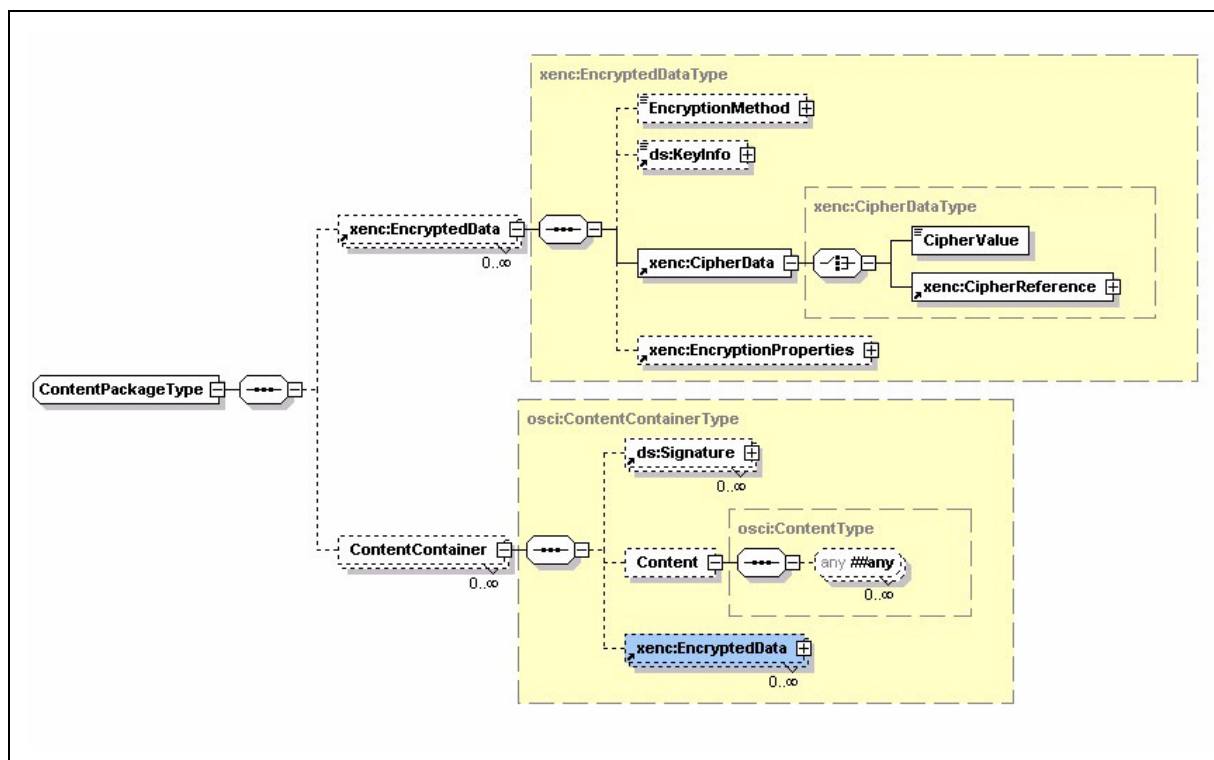 xenc:EncryptedDataType
EncryptionMethod
ds:KeyInfo
xenc:CipherDataType
xenc:EncryptedData
0..∞
CipherValue
xenc:CipherData
xenc:CipherReference
xenc:EncryptionProperties
ContentPackageType
osci:ContentContainerType
ds:Signature
0..∞
osci:ContentType
ContentContainer
0..∞
Content
any ##any
0..∞
xenc:EncryptedData
0..∞